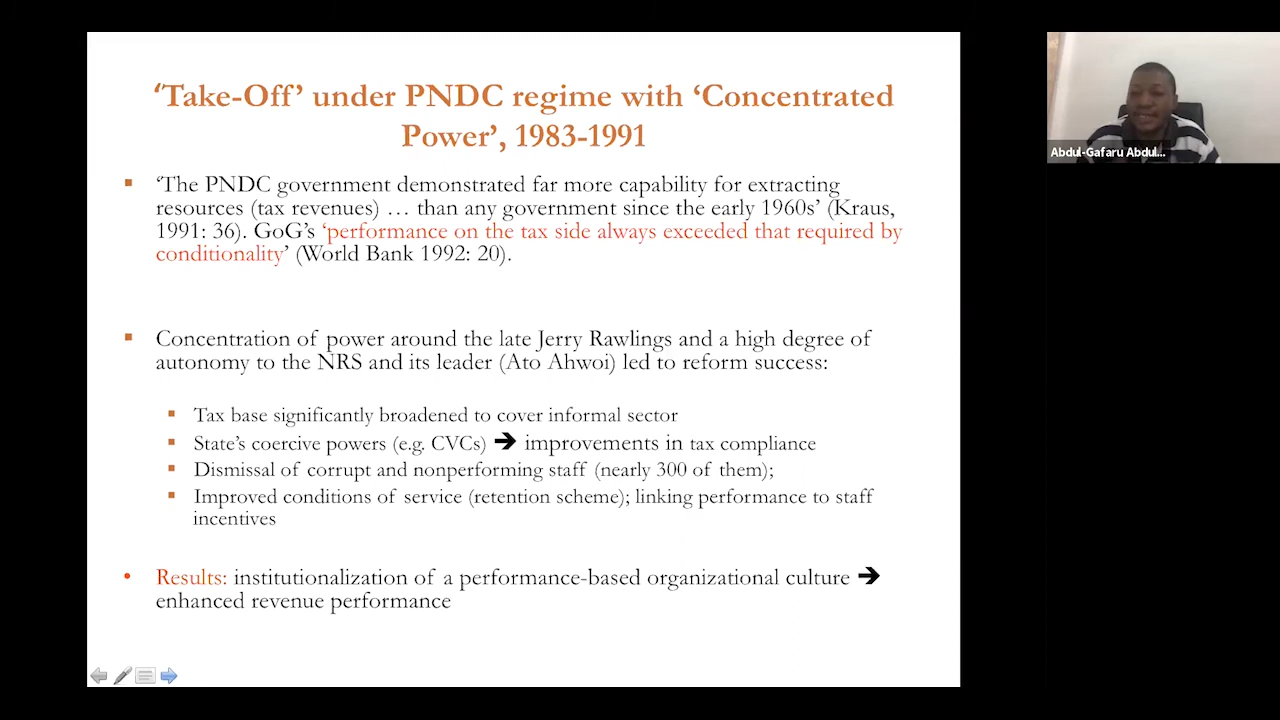 ‘Take-Off’ under PNDC regime with ‘Concentrated
Power’, 1983-1991
▪ ‘The PNDC government demonstrated far more capability for extracting
resources (tax revenues) … than any government since the early 1960s’ (Kraus,
1991: 36). GoG’s ‘performance on the tax side always exceeded that required by
conditionality’ (World Bank 1992: 20).
▪ Concentration of power around the late Jerry Rawlings and a high degree of
autonomy to the NRS and its leader (Ato Ahwoi) led to reform success:
▪ Tax base significantly broadened to cover informal sector
▪ State’s coercive powers (e.g. CVCs) ➔ improvements in tax compliance
▪ Dismissal of corrupt and nonperforming staff (nearly 300 of them);
▪ Improved conditions of service (retention scheme); linking performance to staff
incentives
• Results: institutionalization of a performance-based organizational culture ➔
enhanced revenue performance
Abdul-Gafaru Abdul...